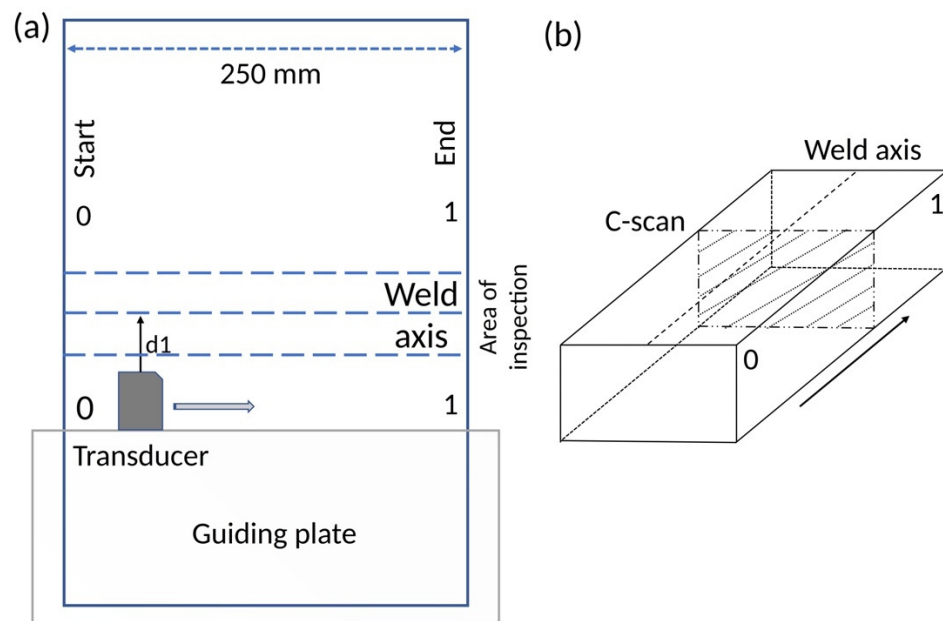 (a)
250 mm
Start
End
0
1
Weld
axis
Area of
inspection
d1
0
1
Transducer
Guiding plate
(b)
Weld axis
1
C-scan
0